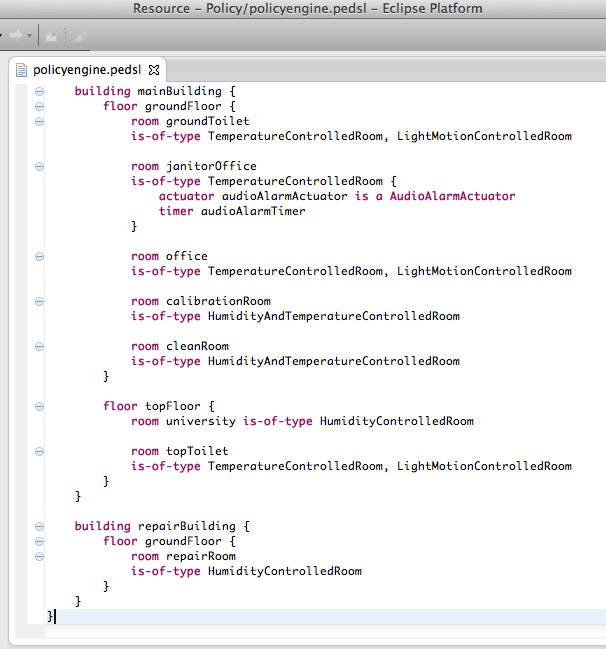 Resource – Policy/policyengine.pedsl – Eclipse Platform
policyengine.pedsl
building mainBuilding {
floor groundFloor {
room groundToilet
is-of-type TemperatureControlledRoom, LightMotionControlledRoom
room janitorOffice
is-of-type TemperatureControlledRoom {
actuator audioAlarmActuator is a AudioAlarmActuator
timer audioAlarmTimer
}
room office
is-of-type TemperatureControlledRoom, LightMotionControlledRoom
room calibrationRoom
is-of-type HumidityAndTemperatureControlledRoom
room cleanRoom
is-of-type HumidityAndTemperatureControlledRoom
}
floor topFloor {
room university is-of-type HumidityControlledRoom
room topToilet
is-of-type TemperatureControlledRoom, LightMotionControlledRoom
}
}
building repairBuilding {
floor groundFloor {
room repairRoom
is-of-type HumidityControlledRoom
}
}
}